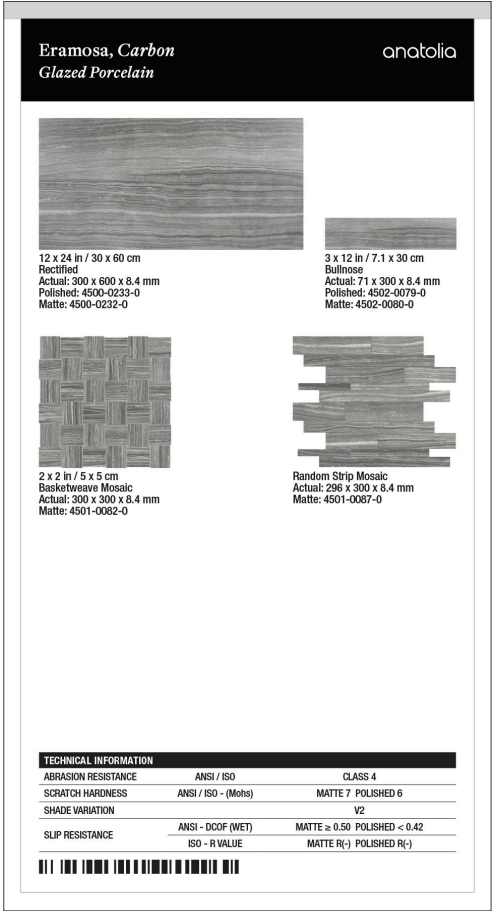 Eramosa, Carbon
Glazed Porcelain
anatolia
12 x 24 in / 30 x 60 cm
Rectified
Actual: 300 x 600 x 8.4 mm
Polished: 4500-0233-0
Matte: 4500-0232-0
3 x 12 in / 7.1 x 30 cm
Bullnose
Actual: 71 x 300 x 8.4 mm
Polished: 4502-0079-0
Matte: 4502-0080-0
2 x 2 in / 5 x 5 cm
Basketweave Mosaic
Actual: 300 x 300 x 8.4 mm
Matte: 4501-0082-0
Random Strip Mosaic
Actual: 296 x 300 x 8.4 mm
Matte: 4501-0087-0
TECHNICAL INFORMATION
ABRASION RESISTANCE ANSI / ISO CLASS 4
SCRATCH HARDNESS ANSI / ISO - (Mohs) MATTE 7 POLISHED 6
SHADE VARIATION V2
SLIP RESISTANCE ANSI - DCOF (WET) MATTE ≥ 0.50 POLISHED < 0.42
ISO - R VALUE MATTE R(-) POLISHED R(-)